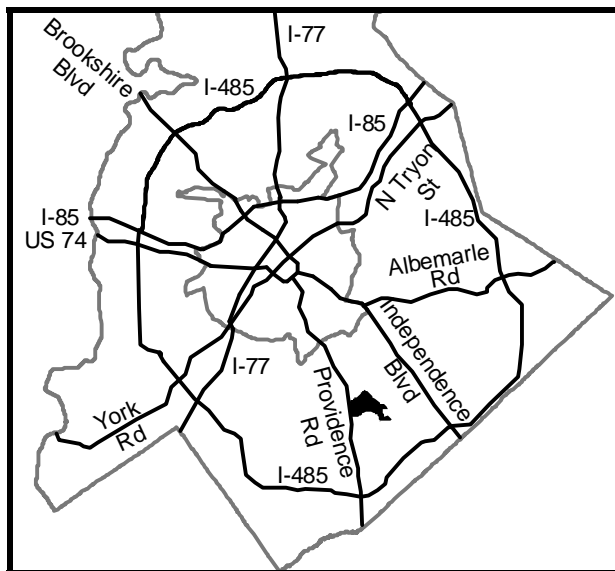 I-77
Brookshire
Blvd
I-485
I-85
N Tryon
St
I-85
US 74
I-485
Albemarle
Rd
Independence
Blvd
I-77
Providence
Rd
York
Rd
I-485